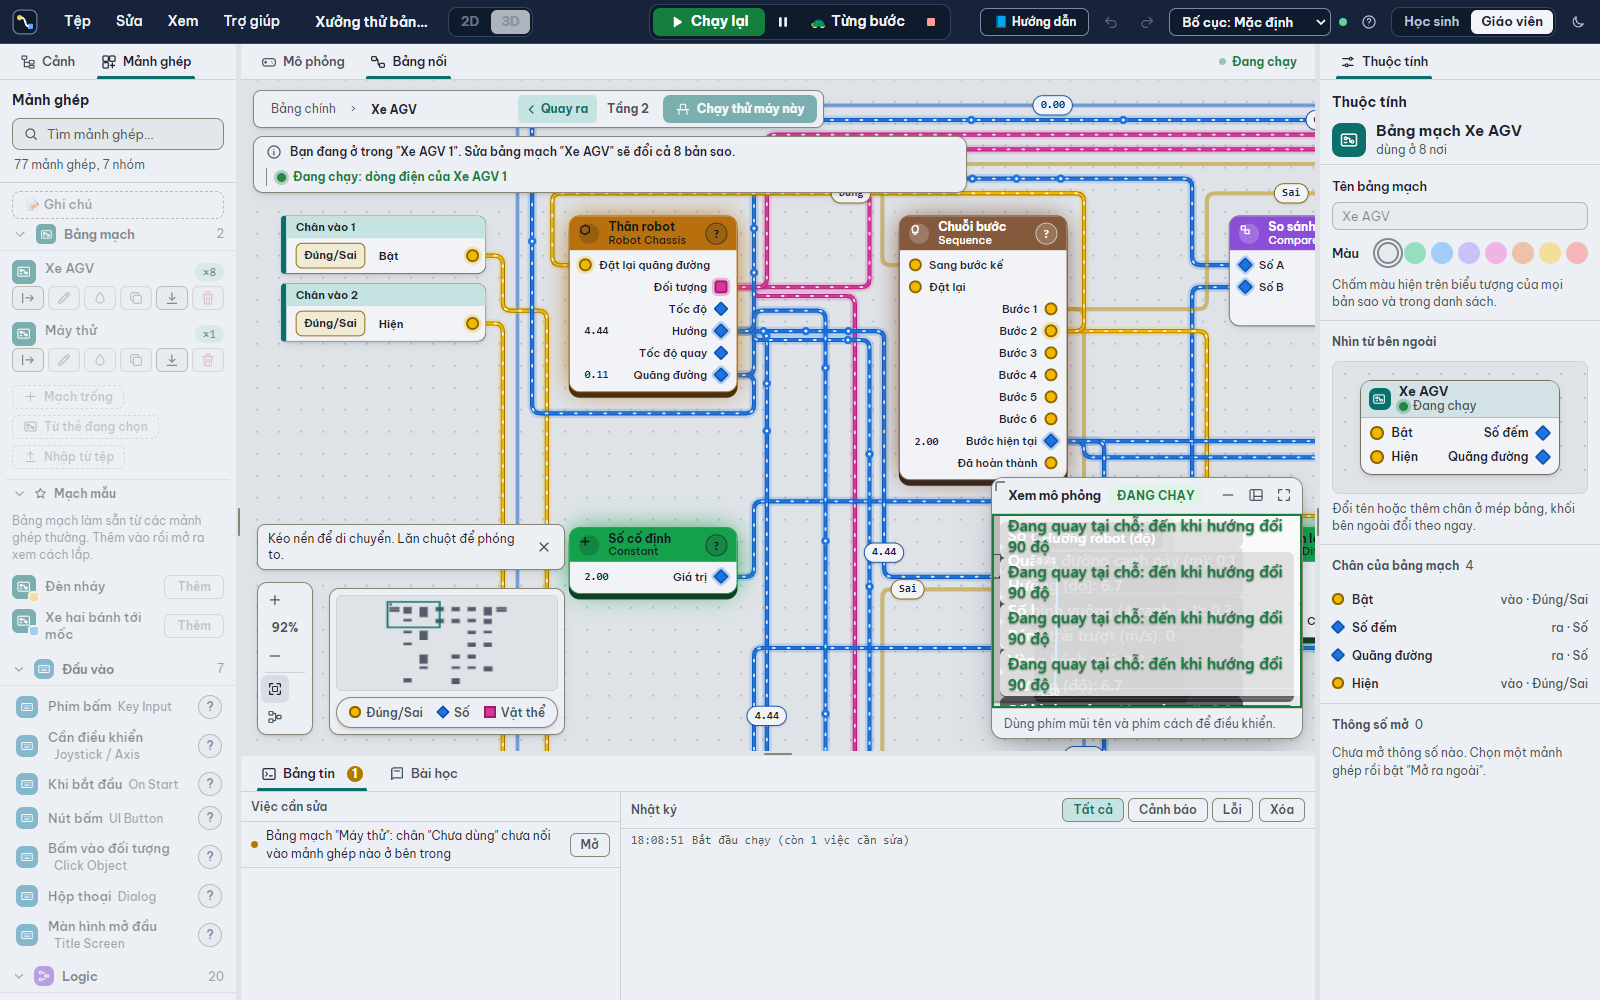 Tệp
Sửa
Xem
Trợ giúp
Xưởng thử bản...
2D
3D
Chạy lại
Từng bước
Hướng dẫn
Bố cục: Mặc định
Học sinh
Giáo viên
Cảnh
Mảnh ghép
Mô phỏng
Bảng nối
Đang chạy
Thuộc tính
Mảnh ghép
Tìm mảnh ghép...
77 mảnh ghép, 7 nhóm
Ghi chú
Bảng mạch
2
Xe AGV
×8
Máy thử
×1
Mạch trống
Từ thẻ đang chọn
Nhập từ tệp
Mạch mẫu
Bảng mạch làm sẵn từ các mảnh
ghép thường. Thêm vào rồi mở ra
xem cách lắp.
Đèn nháy
Thêm
Xe hai bánh tới
mốc
Thêm
Đầu vào
7
Phím bấm Key Input
?
Cần điều khiển
Joystick / Axis
?
Khi bắt đầu On Start
?
Nút bấm UI Button
?
Bấm vào đối tượng
Click Object
?
Hộp thoại Dialog
?
Màn hình mở đầu
Title Screen
?
Logic
20
Bảng chính
Xe AGV
Quay ra
Tầng 2
Chạy thử máy này
0.00
Bạn đang ở trong "Xe AGV 1". Sửa bảng mạch "Xe AGV" sẽ đổi cả 8 bản sao.
Đang chạy: dòng điện của Xe AGV 1
Sai
Chân vào 1
Đúng/Sai
Bật
Chân vào 2
Đúng/Sai
Hiện
Thân robot
Robot Chassis
?
Đặt lại quãng đường
Đối tượng
Tốc độ
4.44
Hướng
Tốc độ quay
0.11
Quãng đường
Chuỗi bước
Sequence
?
Sang bước kế
Đặt lại
Bước 1
Bước 2
Bước 3
Bước 4
Bước 5
Bước 6
2.00
Bước hiện tại
Đã hoàn thành
So sánh
Compare
Số A
Số B
Kéo nền để di chuyển. Lăn chuột để phóng
to.
92%
Đúng/Sai
Số
Vật thể
Số cố định
Constant
?
2.00
Giá trị
4.44
Sai
4.44
Xem mô phỏng
ĐANG CHẠY
Đang quay tại chỗ: đến khi hướng đổi
90 độ
Đang quay tại chỗ: đến khi hướng đổi
90 độ
Đang quay tại chỗ: đến khi hướng đổi
90 độ
Đang quay tại chỗ: đến khi hướng đổi
90 độ
Dùng phím mũi tên và phím cách để điều khiển.
Bảng tin
1
Bài học
Việc cần sửa
Bảng mạch "Máy thử": chân "Chưa dùng" chưa nối
vào mảnh ghép nào ở bên trong
Mở
Nhật ký
Tất cả
Cảnh báo
Lỗi
Xóa
18:08:51 Bắt đầu chạy (còn 1 việc cần sửa)
Thuộc tính
Bảng mạch Xe AGV
dùng ở 8 nơi
Tên bảng mạch
Xe AGV
Màu
Chấm màu hiện trên biểu tượng của mọi
bản sao và trong danh sách.
Nhìn từ bên ngoài
Xe AGV
Đang chạy
Bật
Số đếm
Hiện
Quãng đường
Đổi tên hoặc thêm chân ở mép bảng, khối
bên ngoài đổi theo ngay.
Chân của bảng mạch 4
Bật
vào · Đúng/Sai
Số đếm
ra · Số
Quãng đường
ra · Số
Hiện
vào · Đúng/Sai
Thông số mở 0
Chưa mở thông số nào. Chọn một mảnh
ghép rồi bật "Mở ra ngoài".